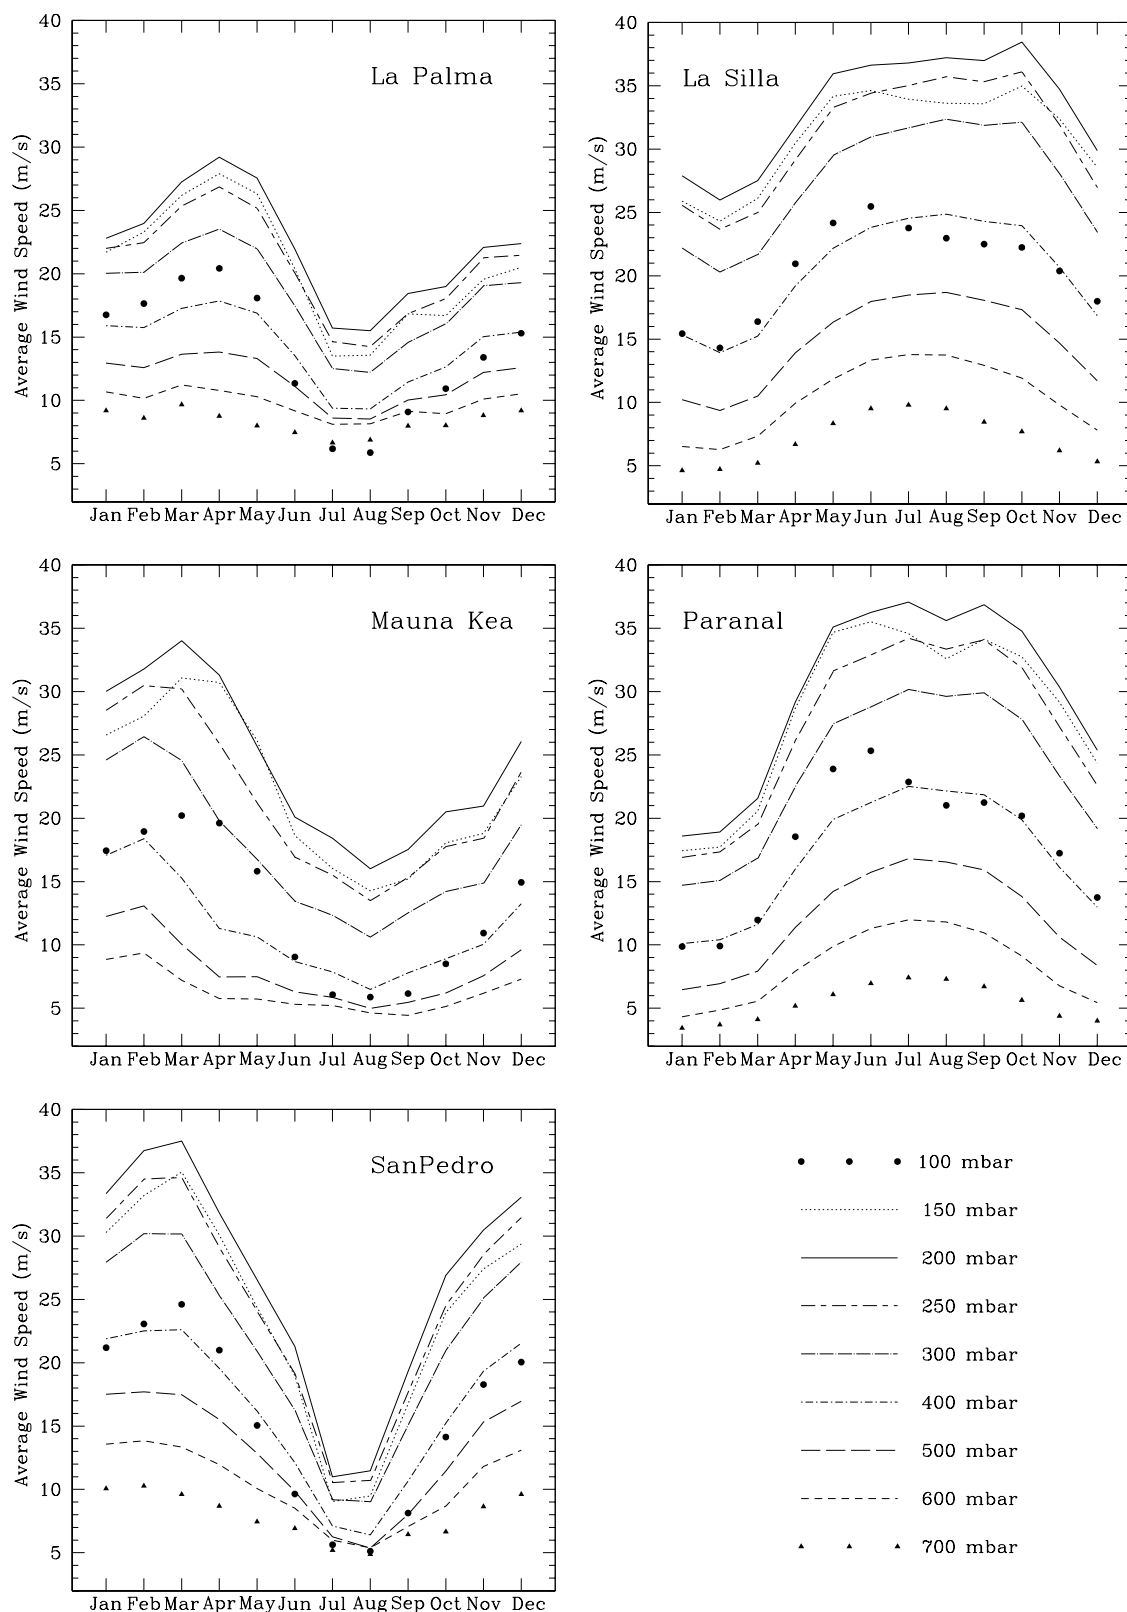 La Palma
Average Wind Speed (m/s)
40
35
30
25
20
15
10
5
Jan Feb Mar Apr May Jun Jul Aug Sep Oct Nov Dec
La Silla
Average Wind Speed (m/s)
40
35
30
25
20
15
10
5
Jan Feb Mar Apr May Jun Jul Aug Sep Oct Nov Dec
Mauna Kea
Average Wind Speed (m/s)
40
35
30
25
20
15
10
5
Jan Feb Mar Apr May Jun Jul Aug Sep Oct Nov Dec
Paranal
Average Wind Speed (m/s)
40
35
30
25
20
15
10
5
Jan Feb Mar Apr May Jun Jul Aug Sep Oct Nov Dec
SanPedro
Average Wind Speed (m/s)
40
35
30
25
20
15
10
5
Jan Feb Mar Apr May Jun Jul Aug Sep Oct Nov Dec
100 mbar
150 mbar
200 mbar
250 mbar
300 mbar
400 mbar
500 mbar
600 mbar
700 mbar